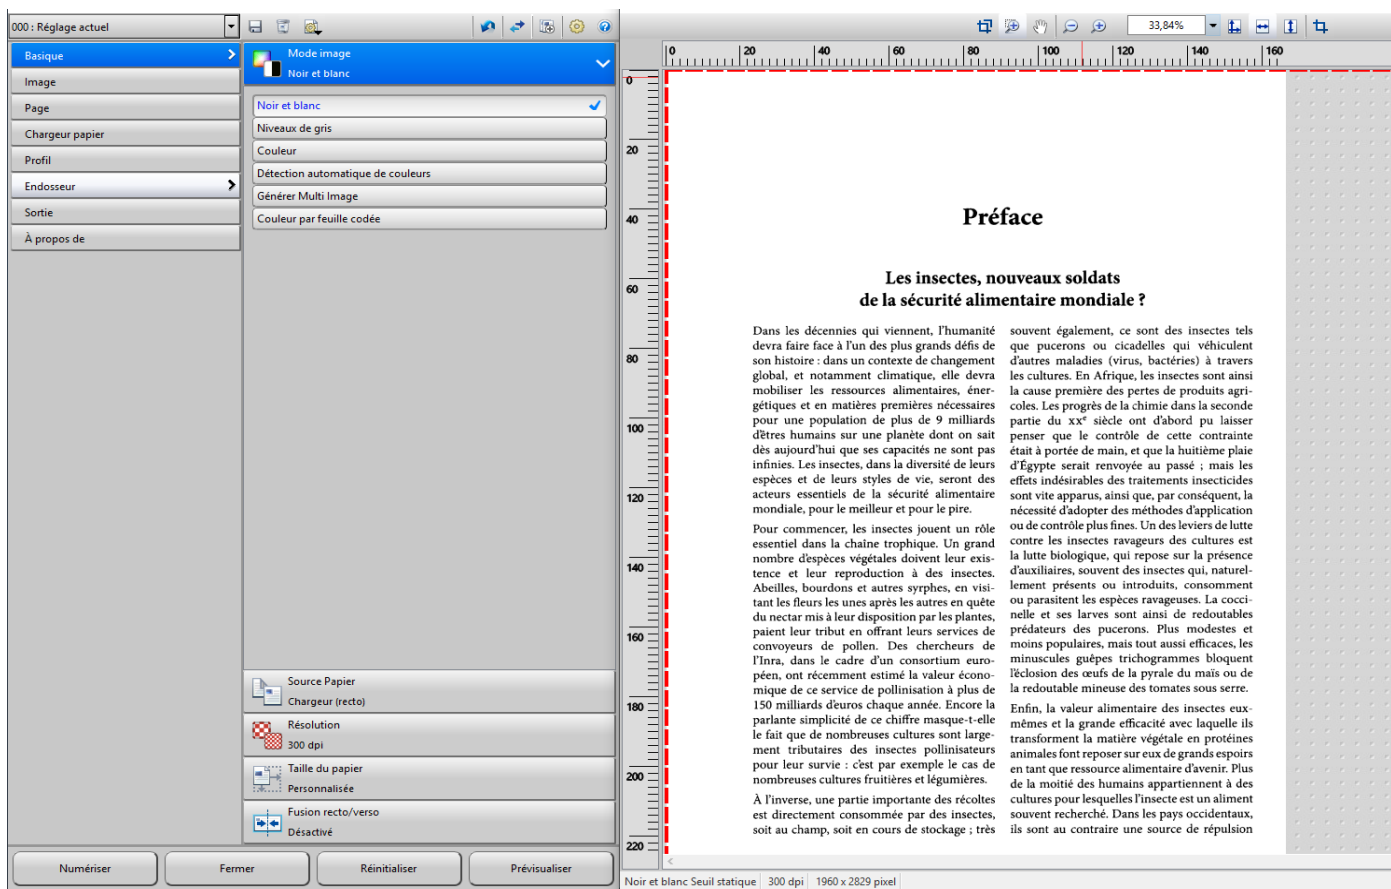 000 : Réglage actuel
33,84%
Basique
Image
Page
Chargeur papier
Profil
Endosseur
Sortie
À propos de
Mode image
Noir et blanc
Noir et blanc
Niveaux de gris
Couleur
Détection automatique de couleurs
Générer Multi Image
Couleur par feuille codée
Source Papier
Chargeur (recto)
Résolution
300 dpi
Taille du papier
Personnalisée
Fusion recto/verso
Désactivé
Numériser
Fermer
Réinitialiser
Prévisualiser
0 20 40 60 80 100 120 140 160
0
20
40
60
80
100
120
140
160
180
200
220
Préface
Les insectes, nouveaux soldats
de la sécurité alimentaire mondiale ?
Dans les décennies qui viennent, l'humanité
devra faire face à l'un des plus grands défis de
son histoire : dans un contexte de changement
global, et notamment climatique, elle devra
mobiliser les ressources alimentaires, éner-
gétiques et en matières premières nécessaires
pour une population de plus de 9 milliards
d'êtres humains sur une planète dont on sait
dès aujourd'hui que ses capacités ne sont pas
infinies. Les insectes, dans la diversité de leurs
espèces et de leurs styles de vie, seront des
acteurs essentiels de la sécurité alimentaire
mondiale, pour le meilleur et pour le pire.
Pour commencer, les insectes jouent un rôle
essentiel dans la chaîne trophique. Un grand
nombre d'espèces végétales doivent leur exis-
tence et leur reproduction à des insectes.
Abeilles, bourdons et autres syrphes, en visi-
tant les fleurs les unes après les autres en quête
du nectar mis à leur disposition par les plantes,
paient leur tribut en offrant leurs services de
convoyeurs de pollen. Des chercheurs de
l'Inra, dans le cadre d'un consortium euro-
péen, ont récemment estimé la valeur écono-
mique de ce service de pollinisation à plus de
150 milliards d'euros chaque année. Encore la
parlante simplicité de ce chiffre masque-t-elle
le fait que de nombreuses cultures sont large-
ment tributaires des insectes pollinisateurs
pour leur survie : c'est par exemple le cas de
nombreuses cultures fruitières et légumières.
À l'inverse, une partie importante des récoltes
est directement consommée par des insectes,
soit au champ, soit en cours de stockage ; très
souvent également, ce sont des insectes tels
que pucerons ou cicadelles qui véhiculent
d'autres maladies (virus, bactéries) à travers
les cultures. En Afrique, les insectes sont ainsi
la cause première des pertes de produits agri-
coles. Les progrès de la chimie dans la seconde
partie du xxe siècle ont d'abord pu laisser
penser que le contrôle de cette contrainte
était à portée de main, et que la huitième plaie
d'Égypte serait renvoyée au passé ; mais les
effets indésirables des traitements insecticides
sont vite apparus, ainsi que, par conséquent, la
nécessité d'adopter des méthodes d'application
ou de contrôle plus fines. Un des leviers de lutte
contre les insectes ravageurs des cultures est
la lutte biologique, qui repose sur la présence
d'auxiliaires, souvent des insectes qui, naturel-
lement présents ou introduits, consomment
ou parasitent les espèces ravageuses. La cocci-
nelle et ses larves sont ainsi de redoutables
prédateurs des pucerons. Plus modestes et
moins populaires, mais tout aussi efficaces, les
minuscules guêpes trichogrammes bloquent
l'éclosion des œufs de la pyrale du maïs ou de
la redoutable mineuse des tomates sous serre.
Enfin, la valeur alimentaire des insectes eux-
mêmes et la grande efficacité avec laquelle ils
transforment la matière végétale en protéines
animales font reposer sur eux de grands espoirs
en tant que ressource alimentaire d'avenir. Plus
de la moitié des humains appartiennent à des
cultures pour lesquelles l'insecte est un aliment
souvent recherché. Dans les pays occidentaux,
ils sont au contraire une source de répulsion
Noir et blanc Seuil statique 300 dpi 1960 x 2829 pixel